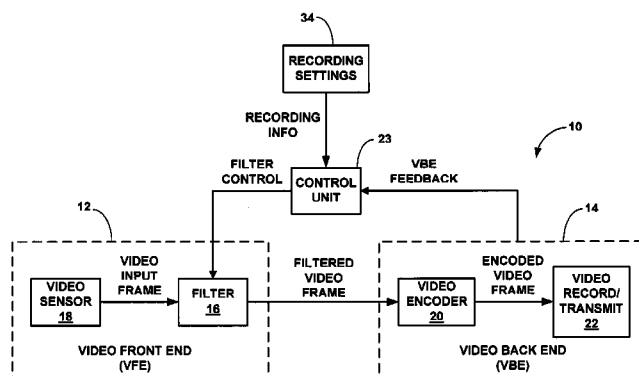 34
RECORDING
SETTINGS
RECORDING
INFO
10
23
FILTER
CONTROL
CONTROL
UNIT
VBE
FEEDBACK
12
14
VIDEO
SENSOR
18
VIDEO
INPUT
FRAME
FILTER
16
FILTERED
VIDEO
FRAME
VIDEO
ENCODER
20
ENCODED
VIDEO
FRAME
VIDEO
RECORD/
TRANSMIT
22
VIDEO FRONT END
(VFE)
VIDEO BACK END
(VBE)